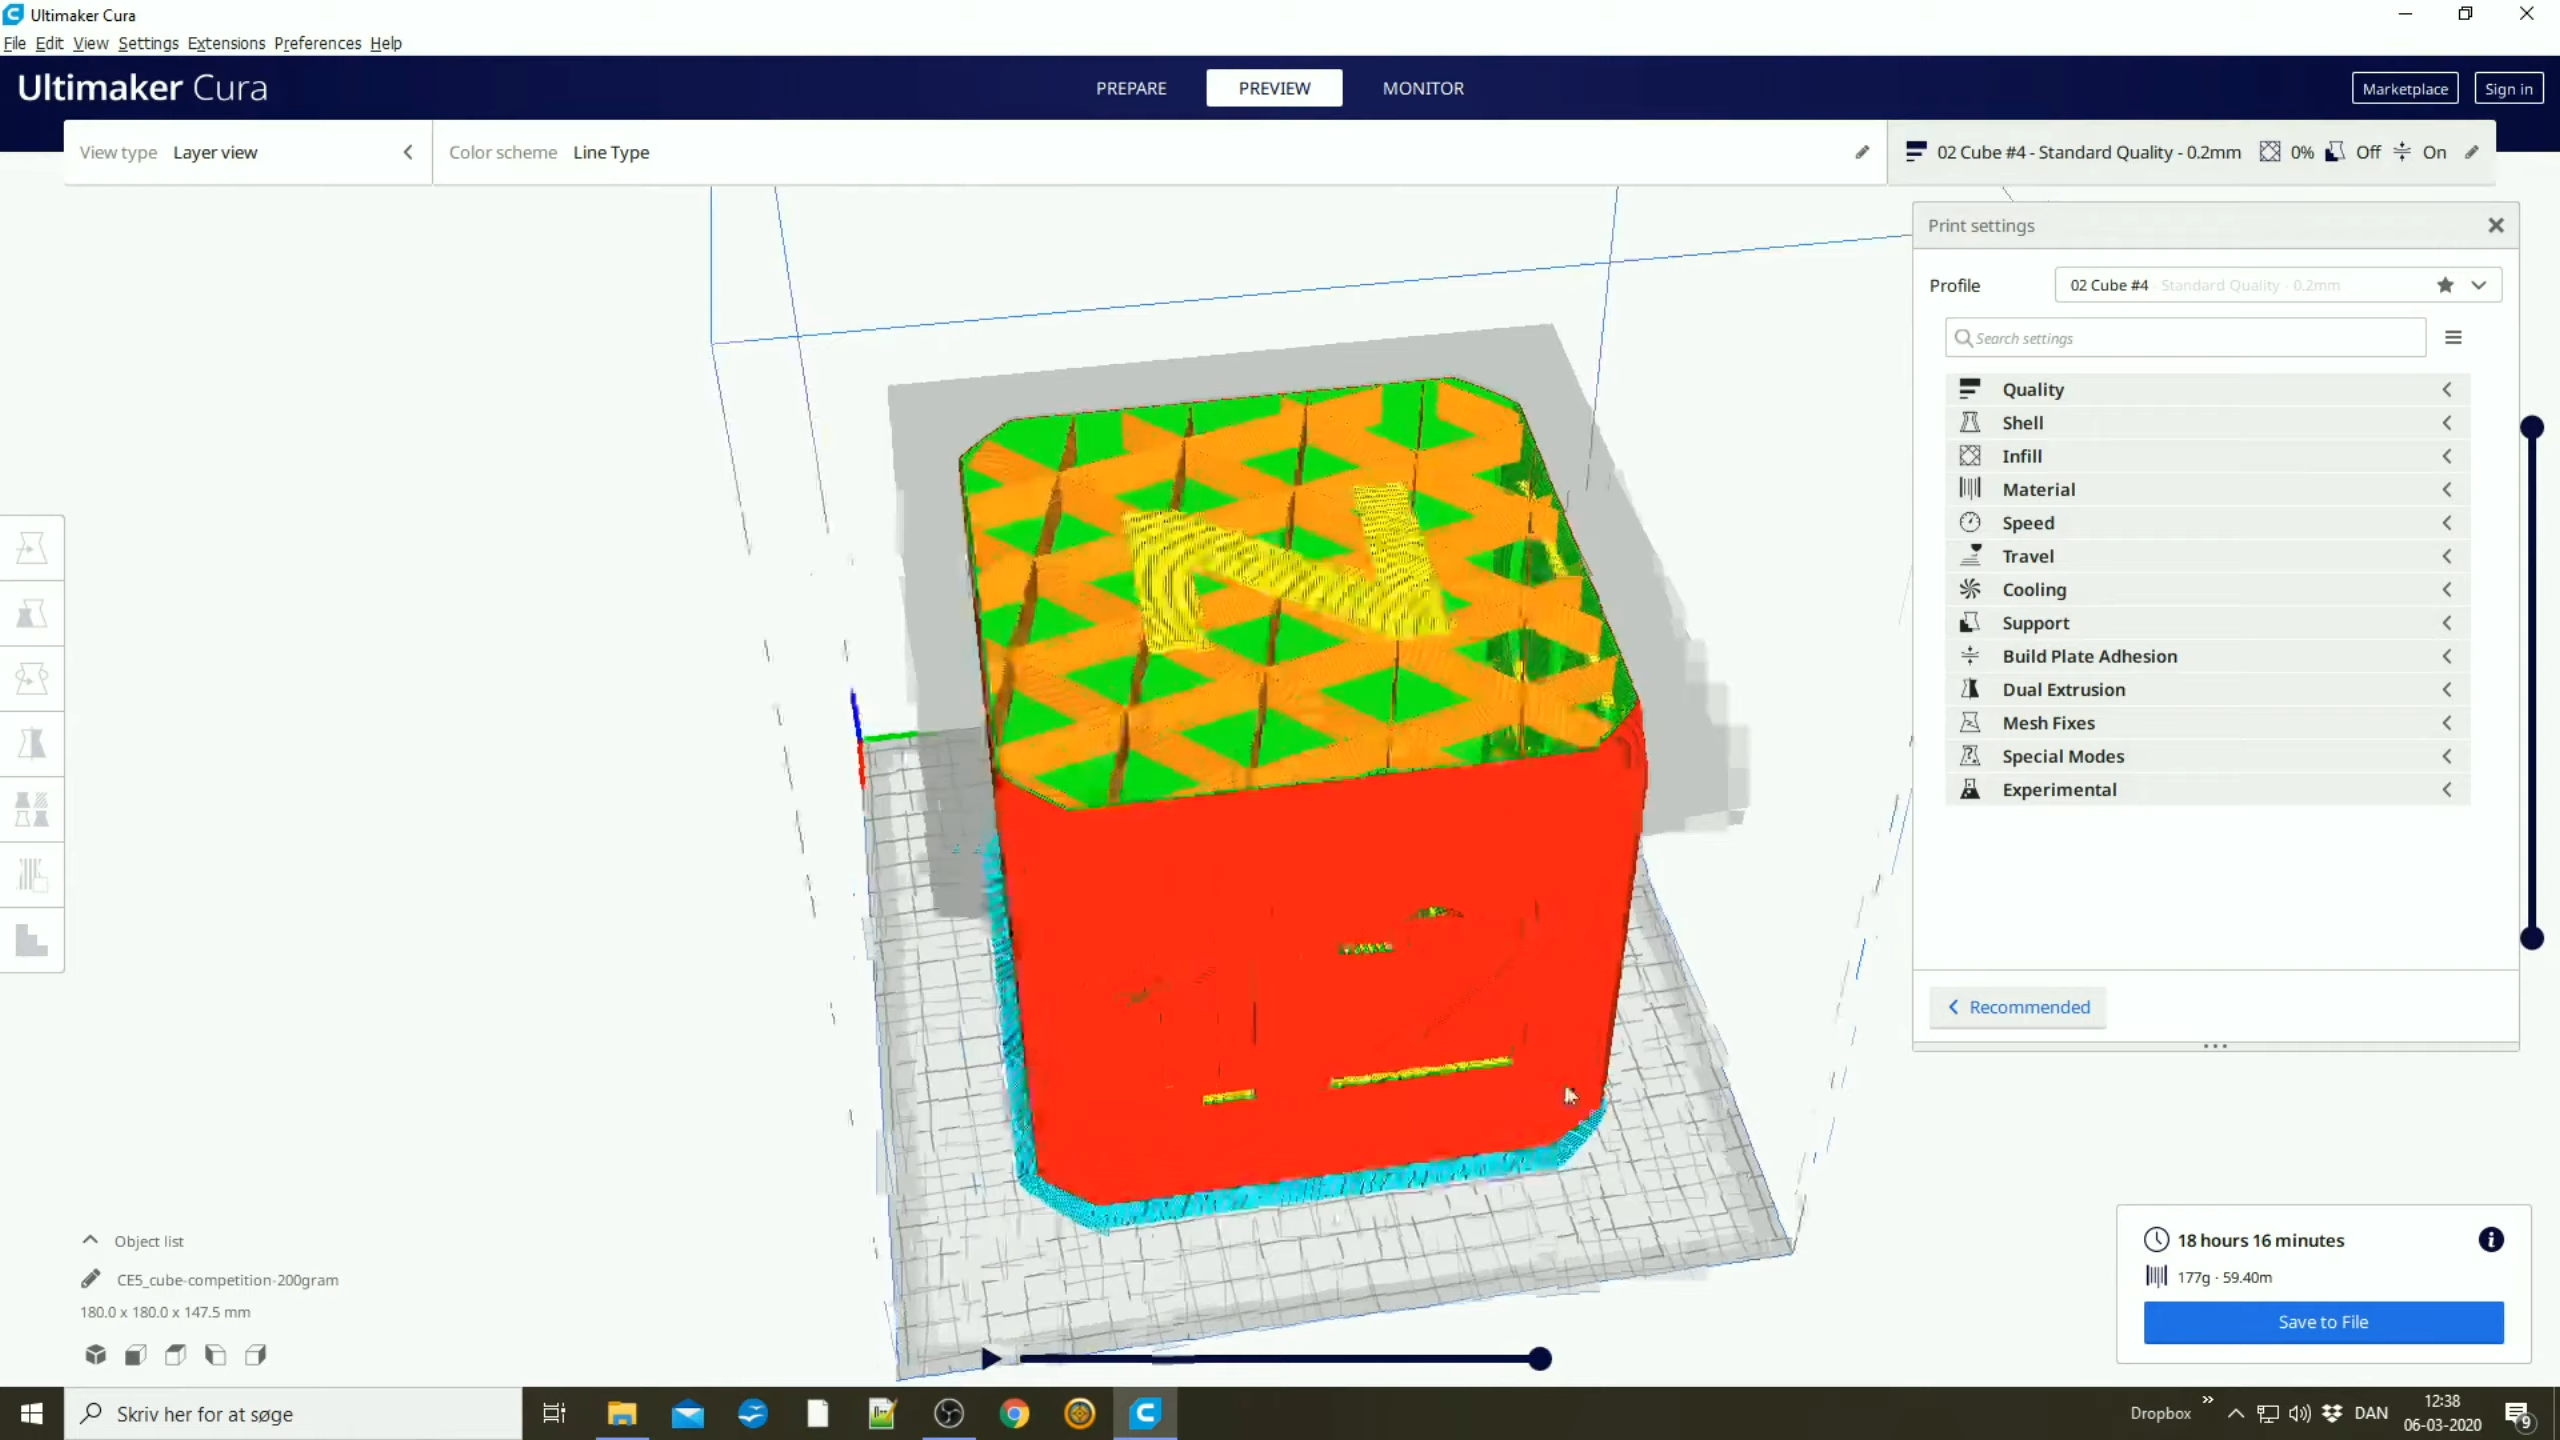 Ultimaker Cura
File Edit View Settings Extensions Preferences Help
Ultimaker Cura
PREPARE
PREVIEW
MONITOR
Marketplace
Sign in
View type Layer view
Color scheme Line Type
02 Cube #4 - Standard Quality - 0.2mm 0% Off On
Print settings
Profile
02 Cube #4 Standard Quality - 0.2mm
Search settings
Quality
Shell
Infill
Material
Speed
Travel
Cooling
Support
Build Plate Adhesion
Dual Extrusion
Mesh Fixes
Special Modes
Experimental
Recommended
Z
12
Object list
CE5_cube-competition-200gram
180.0 x 180.0 x 147.5 mm
18 hours 16 minutes
177g · 59.40m
Save to File
Skriv her for at søge
Dropbox
DAN
12:38
06-03-2020
9